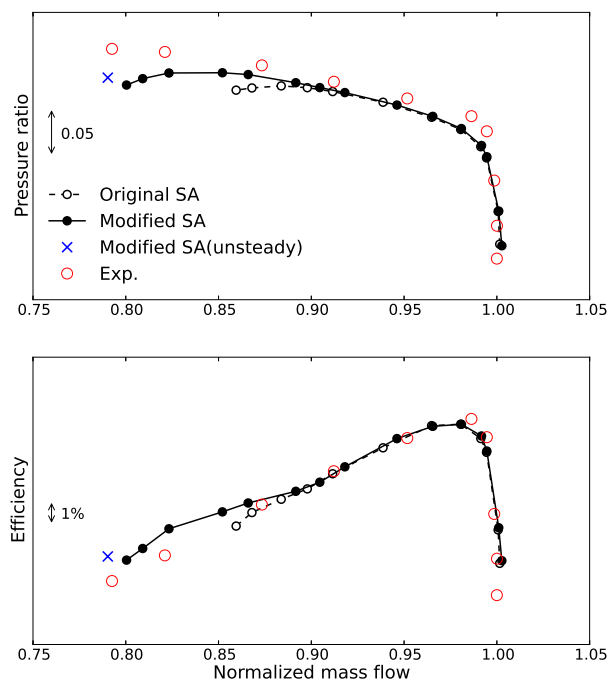 Pressure ratio
0.05
Original SA
Modified SA
Modified SA(unsteady)
Exp.
0.75 0.80 0.85 0.90 0.95 1.00 1.05
Efficiency
1%
0.75 0.80 0.85 0.90 0.95 1.00 1.05
Normalized mass flow